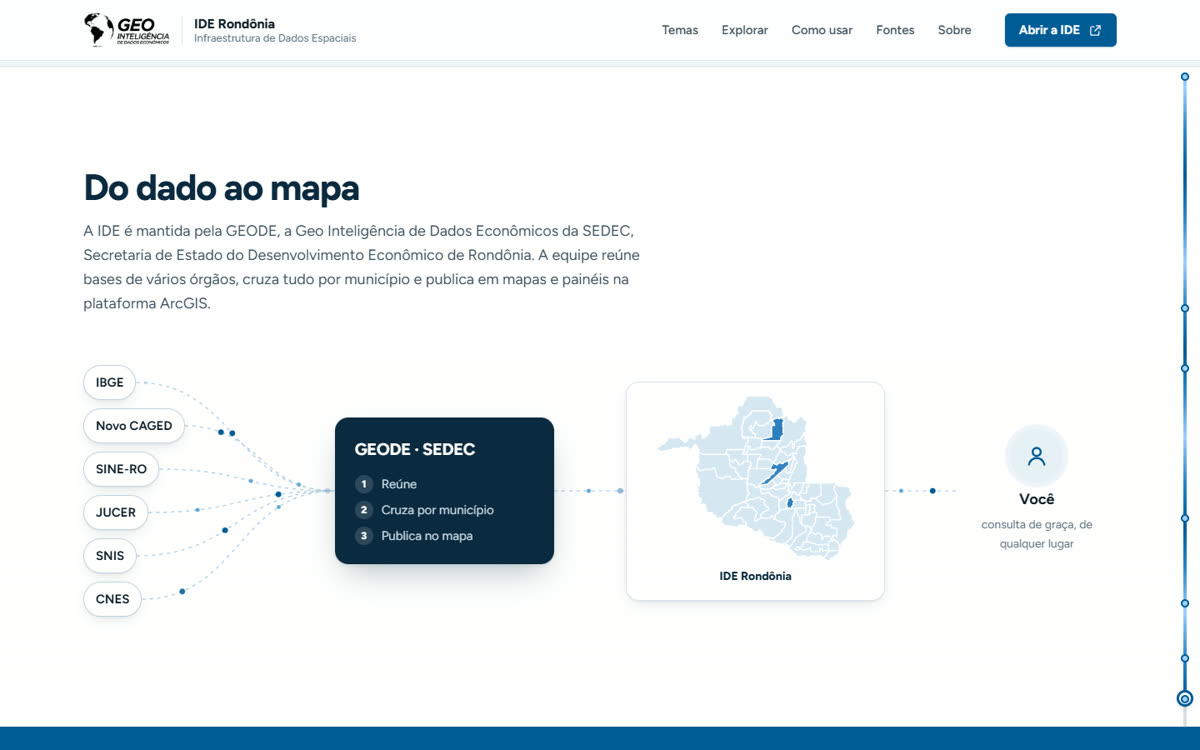 GEO
INTELIGÊNCIA
DE DADOS ECONÔMICOS
IDE Rondônia
Infraestrutura de Dados Espaciais
Temas
Explorar
Como usar
Fontes
Sobre
Abrir a IDE
Do dado ao mapa
A IDE é mantida pela GEODE, a Geo Inteligência de Dados Econômicos da SEDEC,
Secretaria de Estado do Desenvolvimento Econômico de Rondônia. A equipe reúne
bases de vários órgãos, cruza tudo por município e publica em mapas e painéis na
plataforma ArcGIS.
IBGE
Novo CAGED
SINE-RO
JUCER
SNIS
CNES
GEODE · SEDEC
1 Reúne
2 Cruza por município
3 Publica no mapa
IDE Rondônia
Você
consulta de graça, de
qualquer lugar